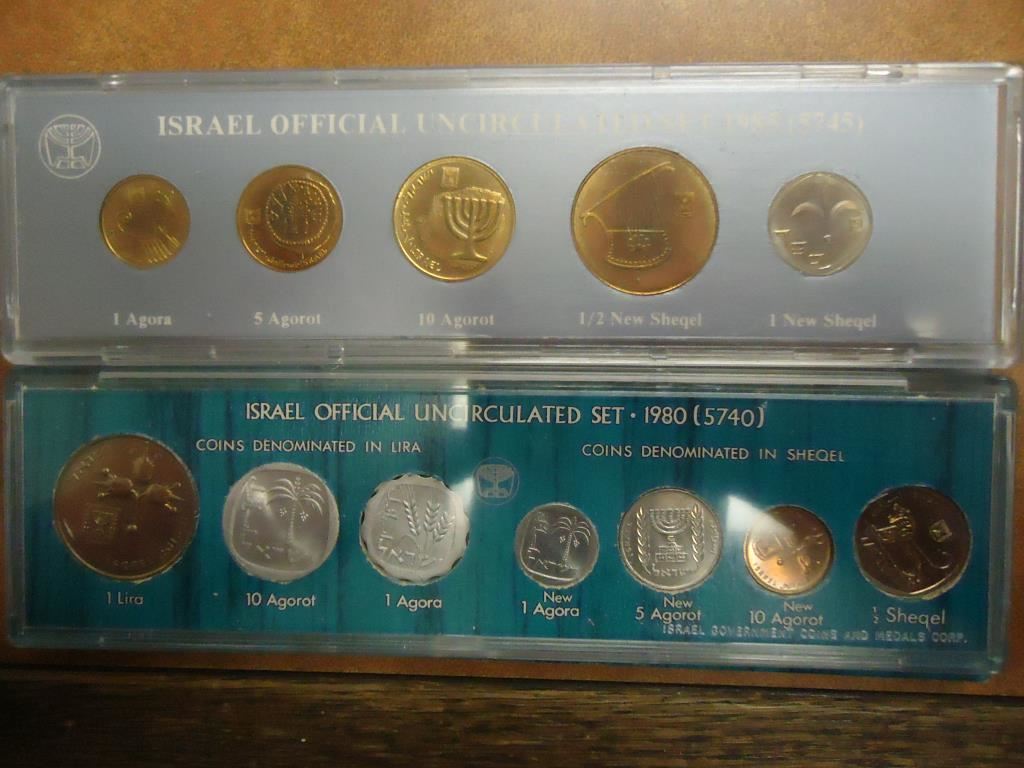 ISRAEL OFFICIAL UNCIRCULATED SET 1985 (5745)
1 Agora
5 Agorot
10 Agorot
1/2 New Sheqel
1 New Sheqel
ISRAEL OFFICIAL UNCIRCULATED SET • 1980 (5740)
COINS DENOMINATED IN LIRA
COINS DENOMINATED IN SHEQEL
1 Lira
10 Agorot
1 Agora
New
1 Agora
New
5 Agorot
New
10 Agorot
½ Sheqel
ISRAEL GOVERNMENT COINS AND MEDALS CORP.